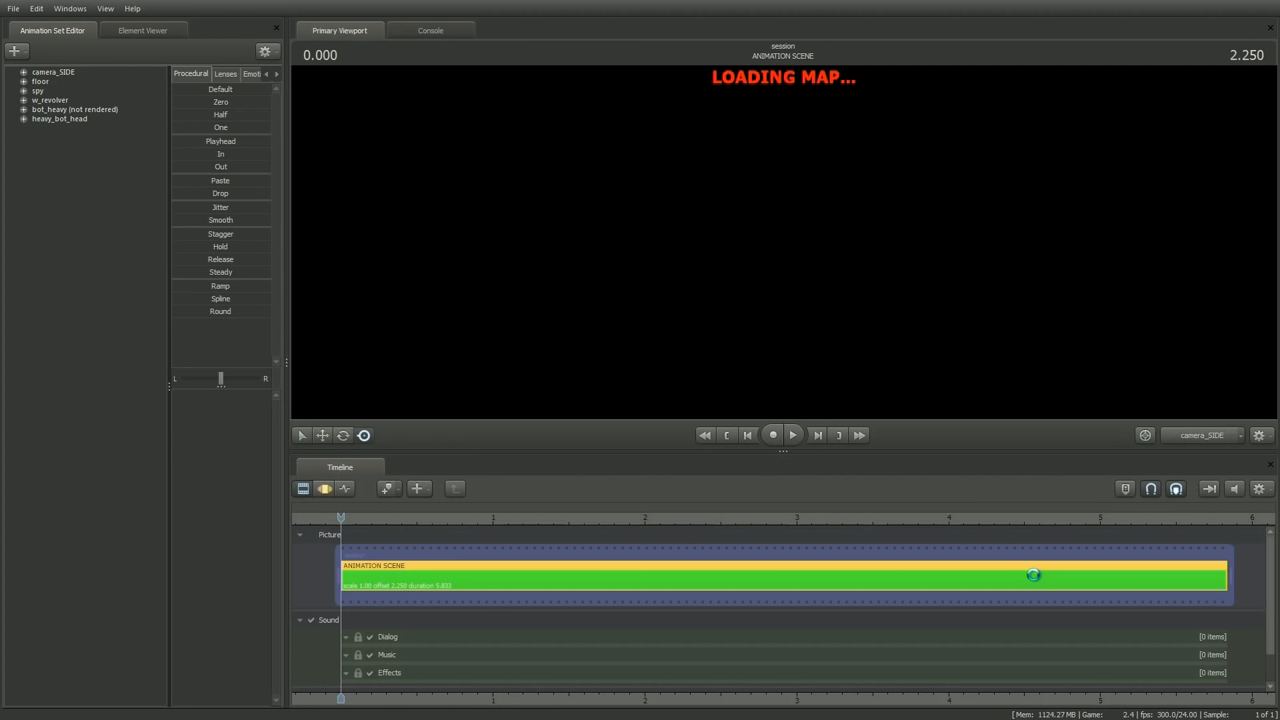 File Edit Windows View Help
Animation Set Editor Element Viewer
Primary Viewport Console
0.000
session
ANIMATION SCENE
2.250
LOADING MAP...
camera_SIDE
floor
spy
w_revolver
bot_heavy (not rendered)
heavy_bot_head
Procedural Lenses Emoti
Default
Zero
Half
One
Playhead
In
Out
Paste
Drop
Jitter
Smooth
Stagger
Hold
Release
Steady
Ramp
Spline
Round
L R
camera_SIDE
Timeline
1 2 3 4 5 6
Picture
ANIMATION SCENE
scale 1.00 offset 2.250 duration 5.833
Sound
Dialog [0 items]
Music [0 items]
Effects [0 items]
1 2 3 4 5 6
[ Mem: 1124.27 MB | Game: 2.4 | fps: 300.0/24.00 | Sample: 1 of 1 ]